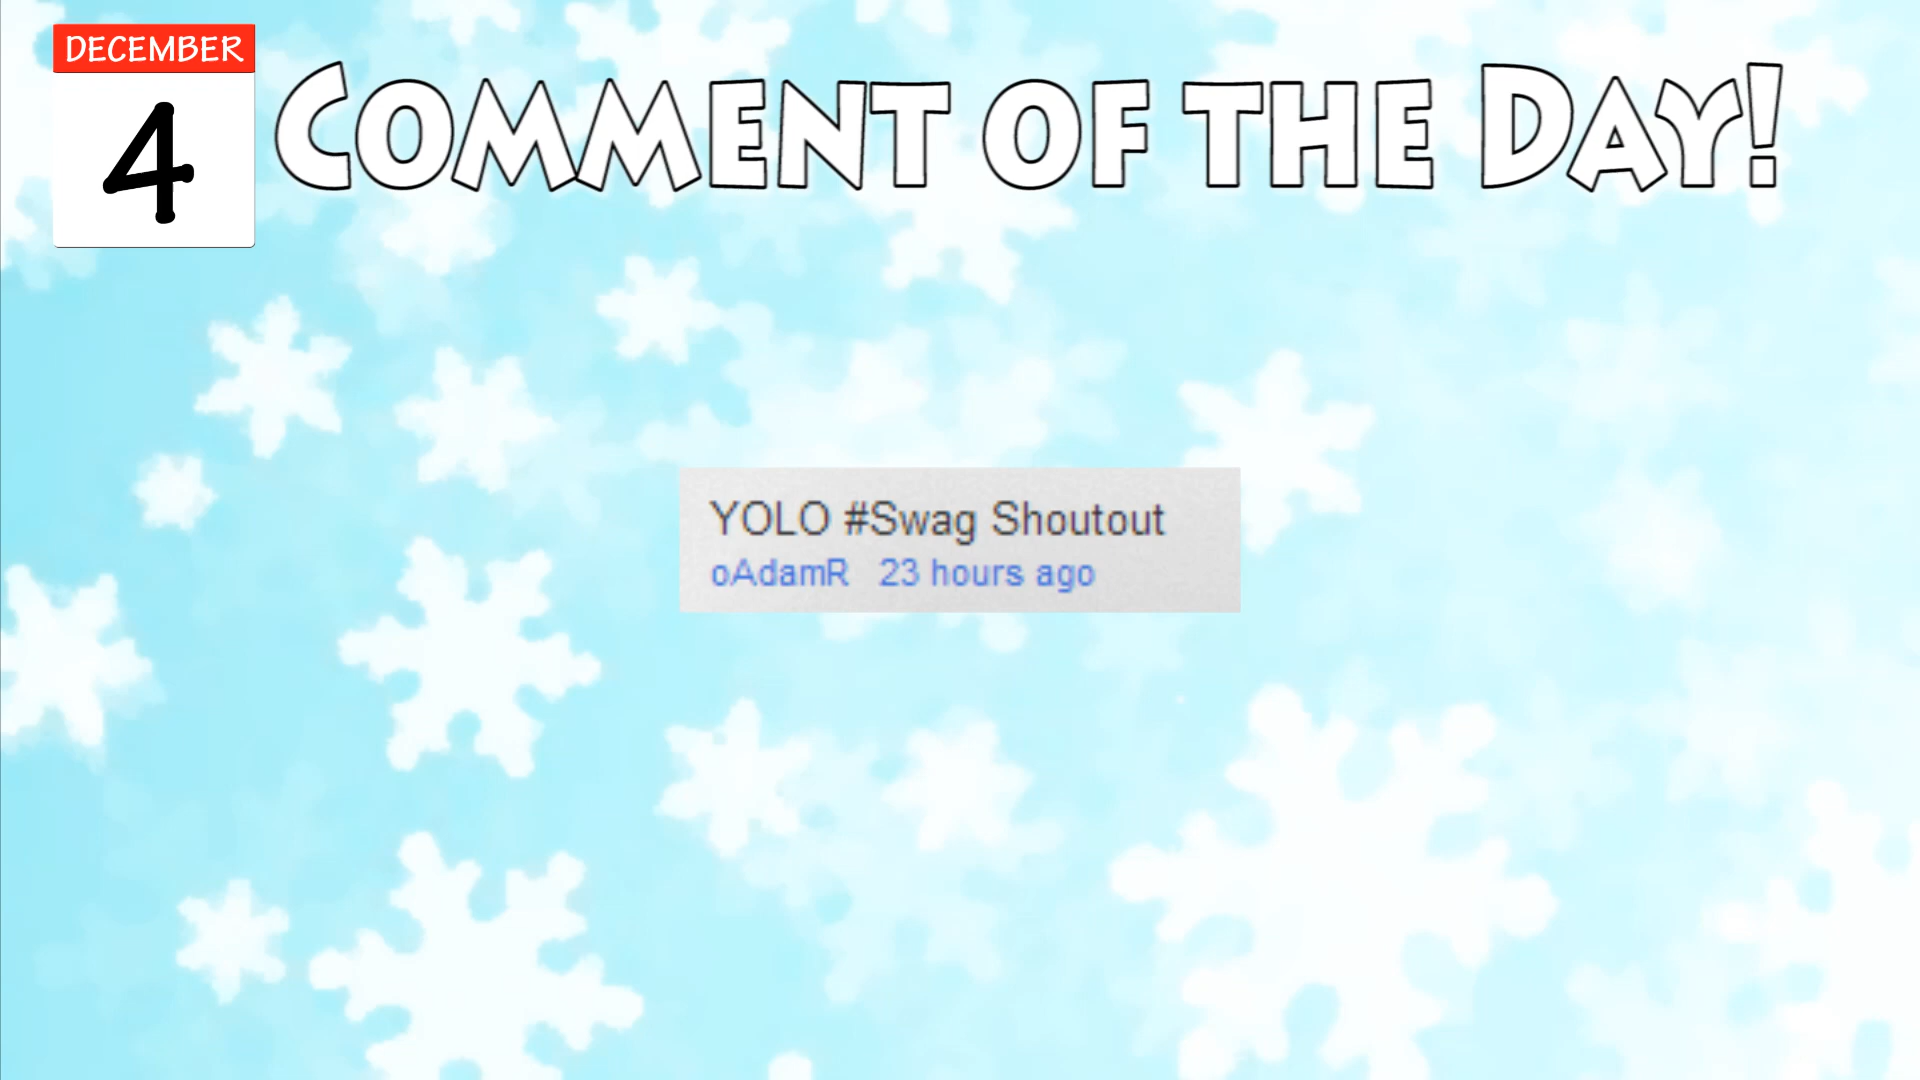 DECEMBER
4
COMMENT OF THE DAY!
YOLO #Swag Shoutout
oAdamR 23 hours ago